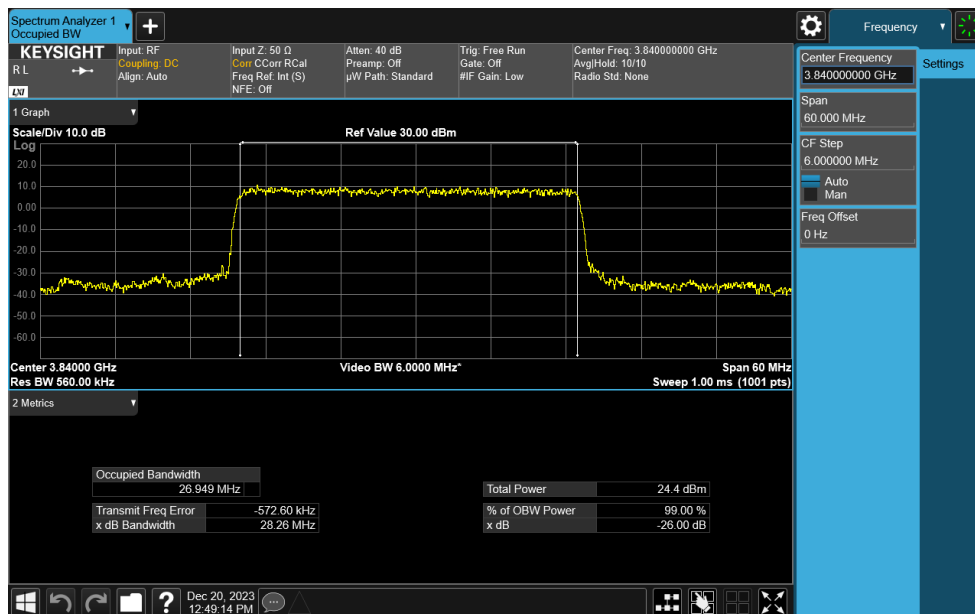 Spectrum Analyzer 1
Occupied BW
Frequency
KEYSIGHT
R L
LXI
Input: RF
Coupling: DC
Align: Auto
Input Z: 50 Ω
Corr CCorr RCal
Freq Ref: Int (S)
NFE: Off
Atten: 40 dB
Preamp: Off
µW Path: Standard
Trig: Free Run
Gate: Off
#IF Gain: Low
Center Freq: 3.840000000 GHz
Avg|Hold: 10/10
Radio Std: None
Center Frequency
3.840000000 GHz
Settings
Span
60.000 MHz
CF Step
6.000000 MHz
Auto
Man
Freq Offset
0 Hz
1 Graph
Scale/Div 10.0 dB
Ref Value 30.00 dBm
Log
20.0
10.0
0.00
-10.0
-20.0
-30.0
-40.0
-50.0
-60.0
Center 3.84000 GHz
Video BW 6.0000 MHz*
Span 60 MHz
Res BW 560.00 kHz
Sweep 1.00 ms (1001 pts)
2 Metrics
Occupied Bandwidth
26.949 MHz
Total Power 24.4 dBm
Transmit Freq Error -572.60 kHz
% of OBW Power 99.00 %
x dB Bandwidth 28.26 MHz
x dB -26.00 dB
Dec 20, 2023
12:49:14 PM